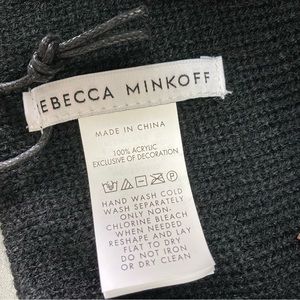 REBECCA MINKOFF
MADE IN CHINA
100% ACRYLIC
EXCLUSIVE OF DECORATION
HAND WASH COLD
WASH SEPARATELY
ONLY NON-
CHLORINE BLEACH
WHEN NEEDED
RESHAPE AND LAY
FLAT TO DRY
DO NOT IRON
OR DRY CLEAN